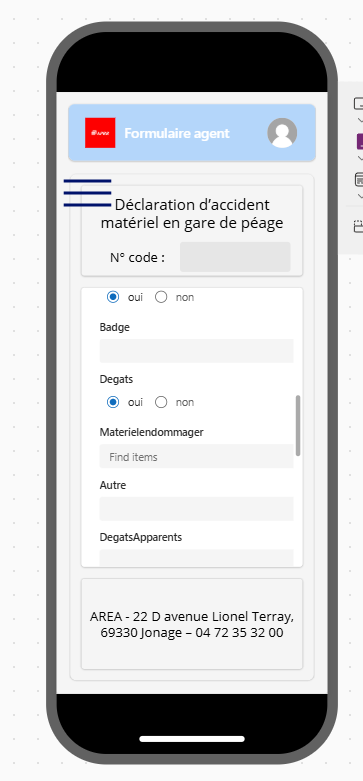 AREA
Formulaire agent
Déclaration d'accident
matériel en gare de péage
N° code :
oui non
Badge
Degats
oui non
Materielendommager
Find items
Autre
DegatsApparents
AREA - 22 D avenue Lionel Terray,
69330 Jonage – 04 72 35 32 00